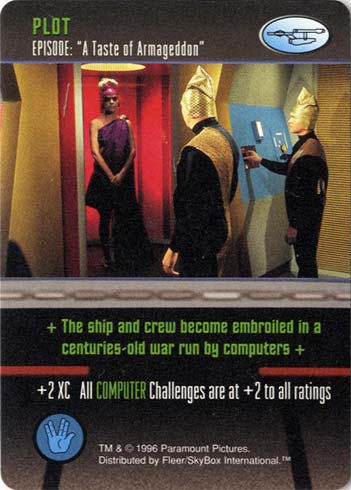 PLOT
EPISODE: "A Taste of Armageddon"
+ The ship and crew become embroiled in a
centuries-old war run by computers +
+2 XC All COMPUTER Challenges are at +2 to all ratings
TM & © 1996 Paramount Pictures.
Distributed by Fleer/SkyBox International.™